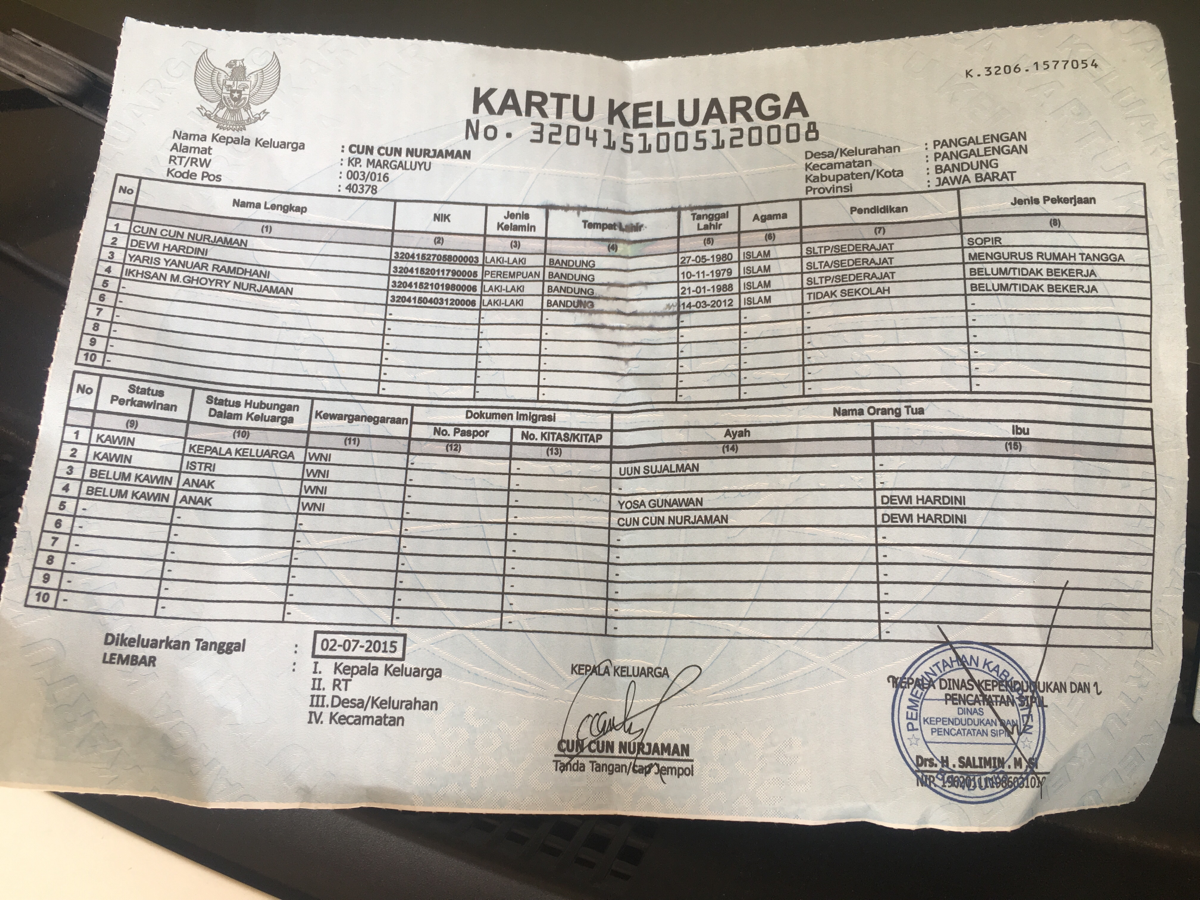 K.3206.1577054
KARTU KELUARGA
No. 3204151005120008
Nama Kepala Keluarga : CUN CUN NURJAMAN
Alamat : KP. MARGALUYU
RT/RW : 003/016
Kode Pos : 40378
Desa/Kelurahan : PANGALENGAN
Kecamatan : PANGALENGAN
Kabupaten/Kota : BANDUNG
Provinsi : JAWA BARAT
No Nama Lengkap NIK Jenis Kelamin Tempat Lahir Tanggal Lahir Agama Pendidikan Jenis Pekerjaan
(1) (2) (3) (4) (5) (6) (7) (8)
1 CUN CUN NURJAMAN 3204152705800003 LAKI-LAKI BANDUNG 27-05-1980 ISLAM SLTP/SEDERAJAT SOPIR
2 DEWI HARDINI 3204152011790006 PEREMPUAN BANDUNG 10-11-1979 ISLAM SLTA/SEDERAJAT MENGURUS RUMAH TANGGA
3 YARIS YANUAR RAMDHANI 3204152101980006 LAKI-LAKI BANDUNG 21-01-1988 ISLAM SLTP/SEDERAJAT BELUM/TIDAK BEKERJA
4 IKHSAN M.GHOYRY NURJAMAN 3204150403120006 LAKI-LAKI BANDUNG 14-03-2012 ISLAM TIDAK SEKOLAH BELUM/TIDAK BEKERJA
5 - - - - - - - -
6 - - - - - - - -
7 - - - - - - - -
8 - - - - - - - -
9 - - - - - - - -
10 - - - - - - - -
No Status Perkawinan Status Hubungan Dalam Keluarga Kewarganegaraan Dokumen Imigrasi Nama Orang Tua
No. Paspor No. KITAS/KITAP Ayah Ibu
(9) (10) (11) (12) (13) (14) (15)
1 KAWIN KEPALA KELUARGA WNI - - UUN SUJALMAN -
2 KAWIN ISTRI WNI - - - -
3 BELUM KAWIN ANAK WNI - - YOSA GUNAWAN DEWI HARDINI
4 BELUM KAWIN ANAK WNI - - CUN CUN NURJAMAN DEWI HARDINI
5 - - - - - - -
6 - - - - - - -
7 - - - - - - -
8 - - - - - - -
9 - - - - - - -
10 - - - - - - -
Dikeluarkan Tanggal : 02-07-2015
LEMBAR : I. Kepala Keluarga
II. RT
III. Desa/Kelurahan
IV. Kecamatan
KEPALA KELUARGA
CUN CUN NURJAMAN
Tanda Tangan/Cap Jempol
KEPALA DINAS KEPENDUDUKAN DAN
PENCATATAN SIPIL
PEMERINTAHAN KABUPATEN
DINAS
KEPENDUDUKAN DAN
PENCATATAN SIPIL
Drs. H . SALIMIN . M SI
NIP.